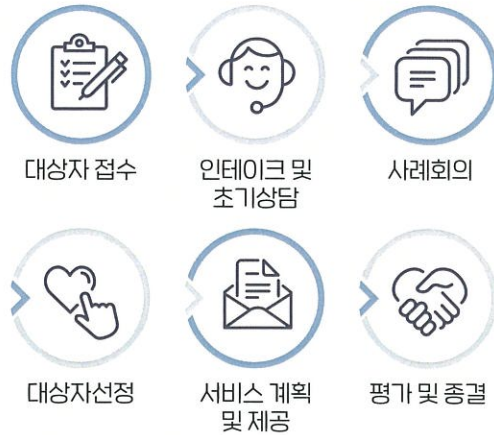 대상자 접수
인테이크 및
초기상담
사례회의
대상자선정
서비스 계획
및 제공
평가 및 종결